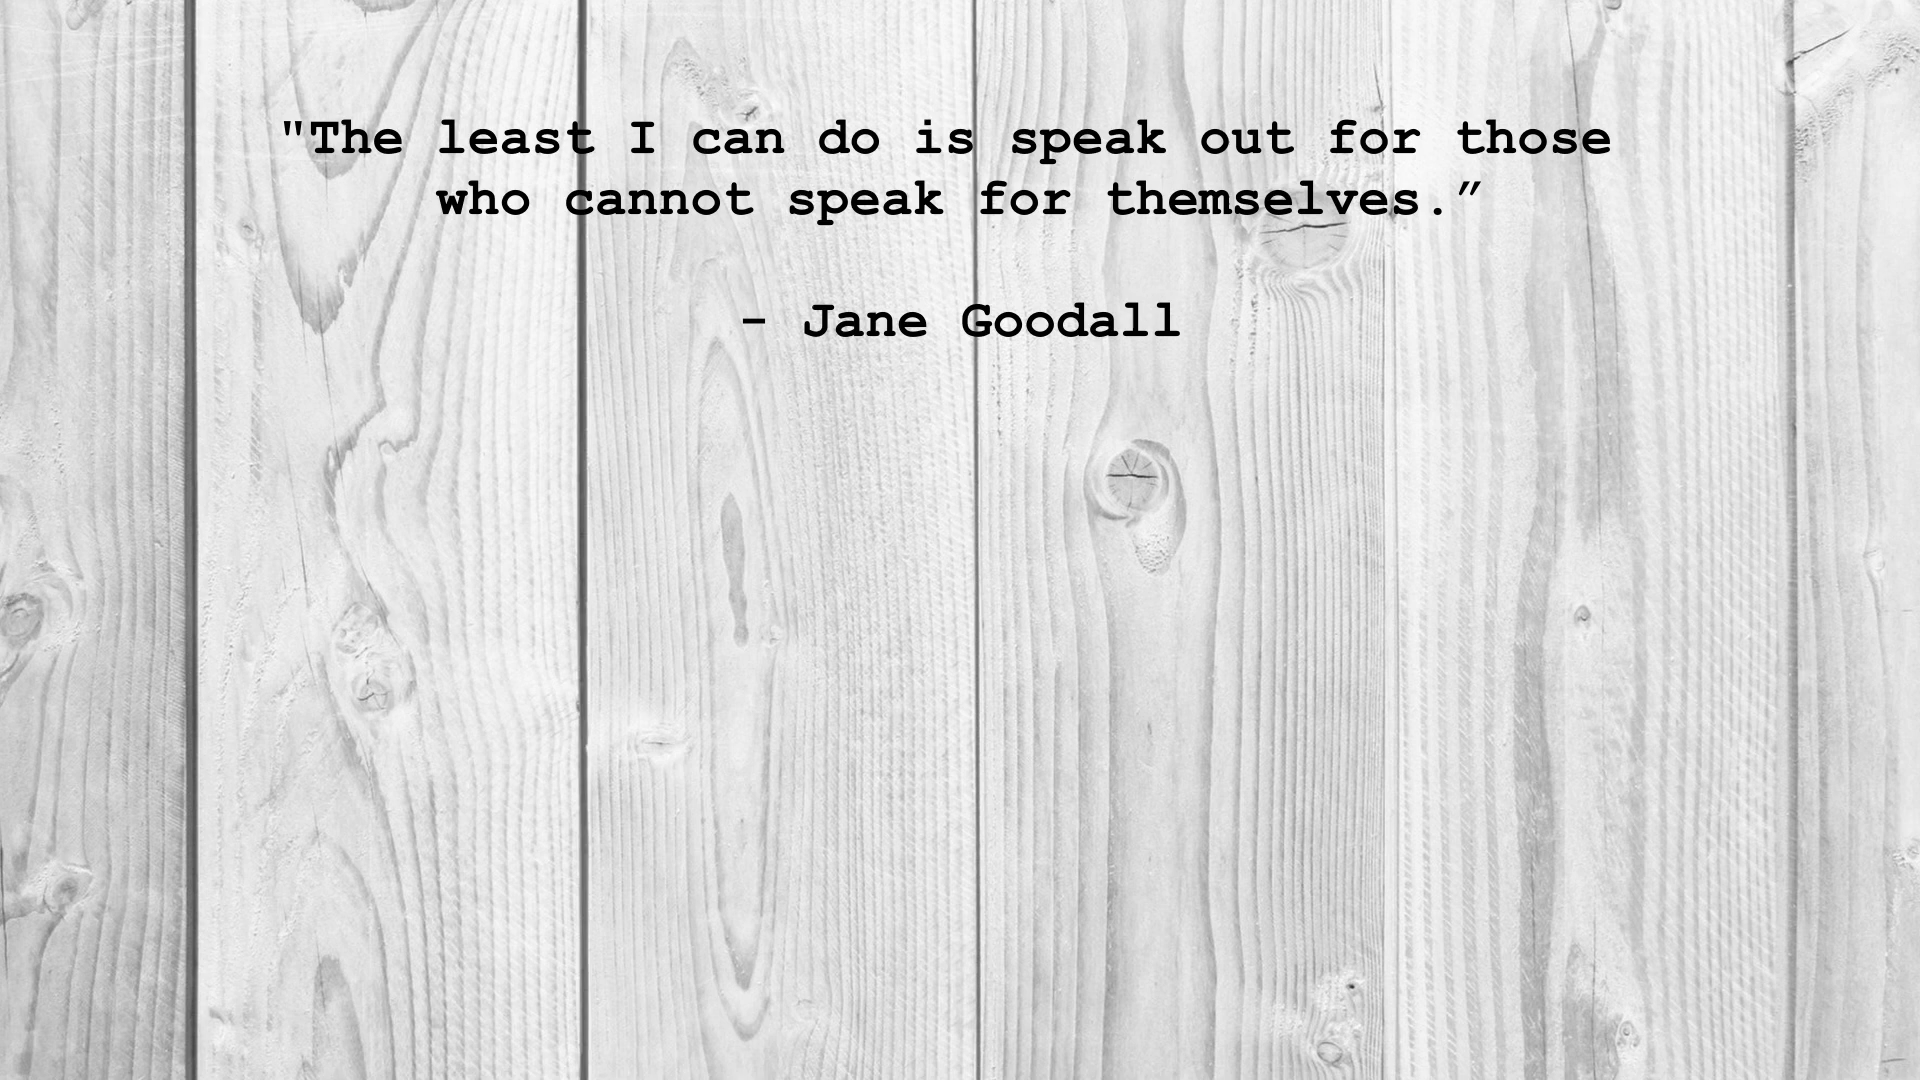 "The least I can do is speak out for those
who cannot speak for themselves.”
- Jane Goodall